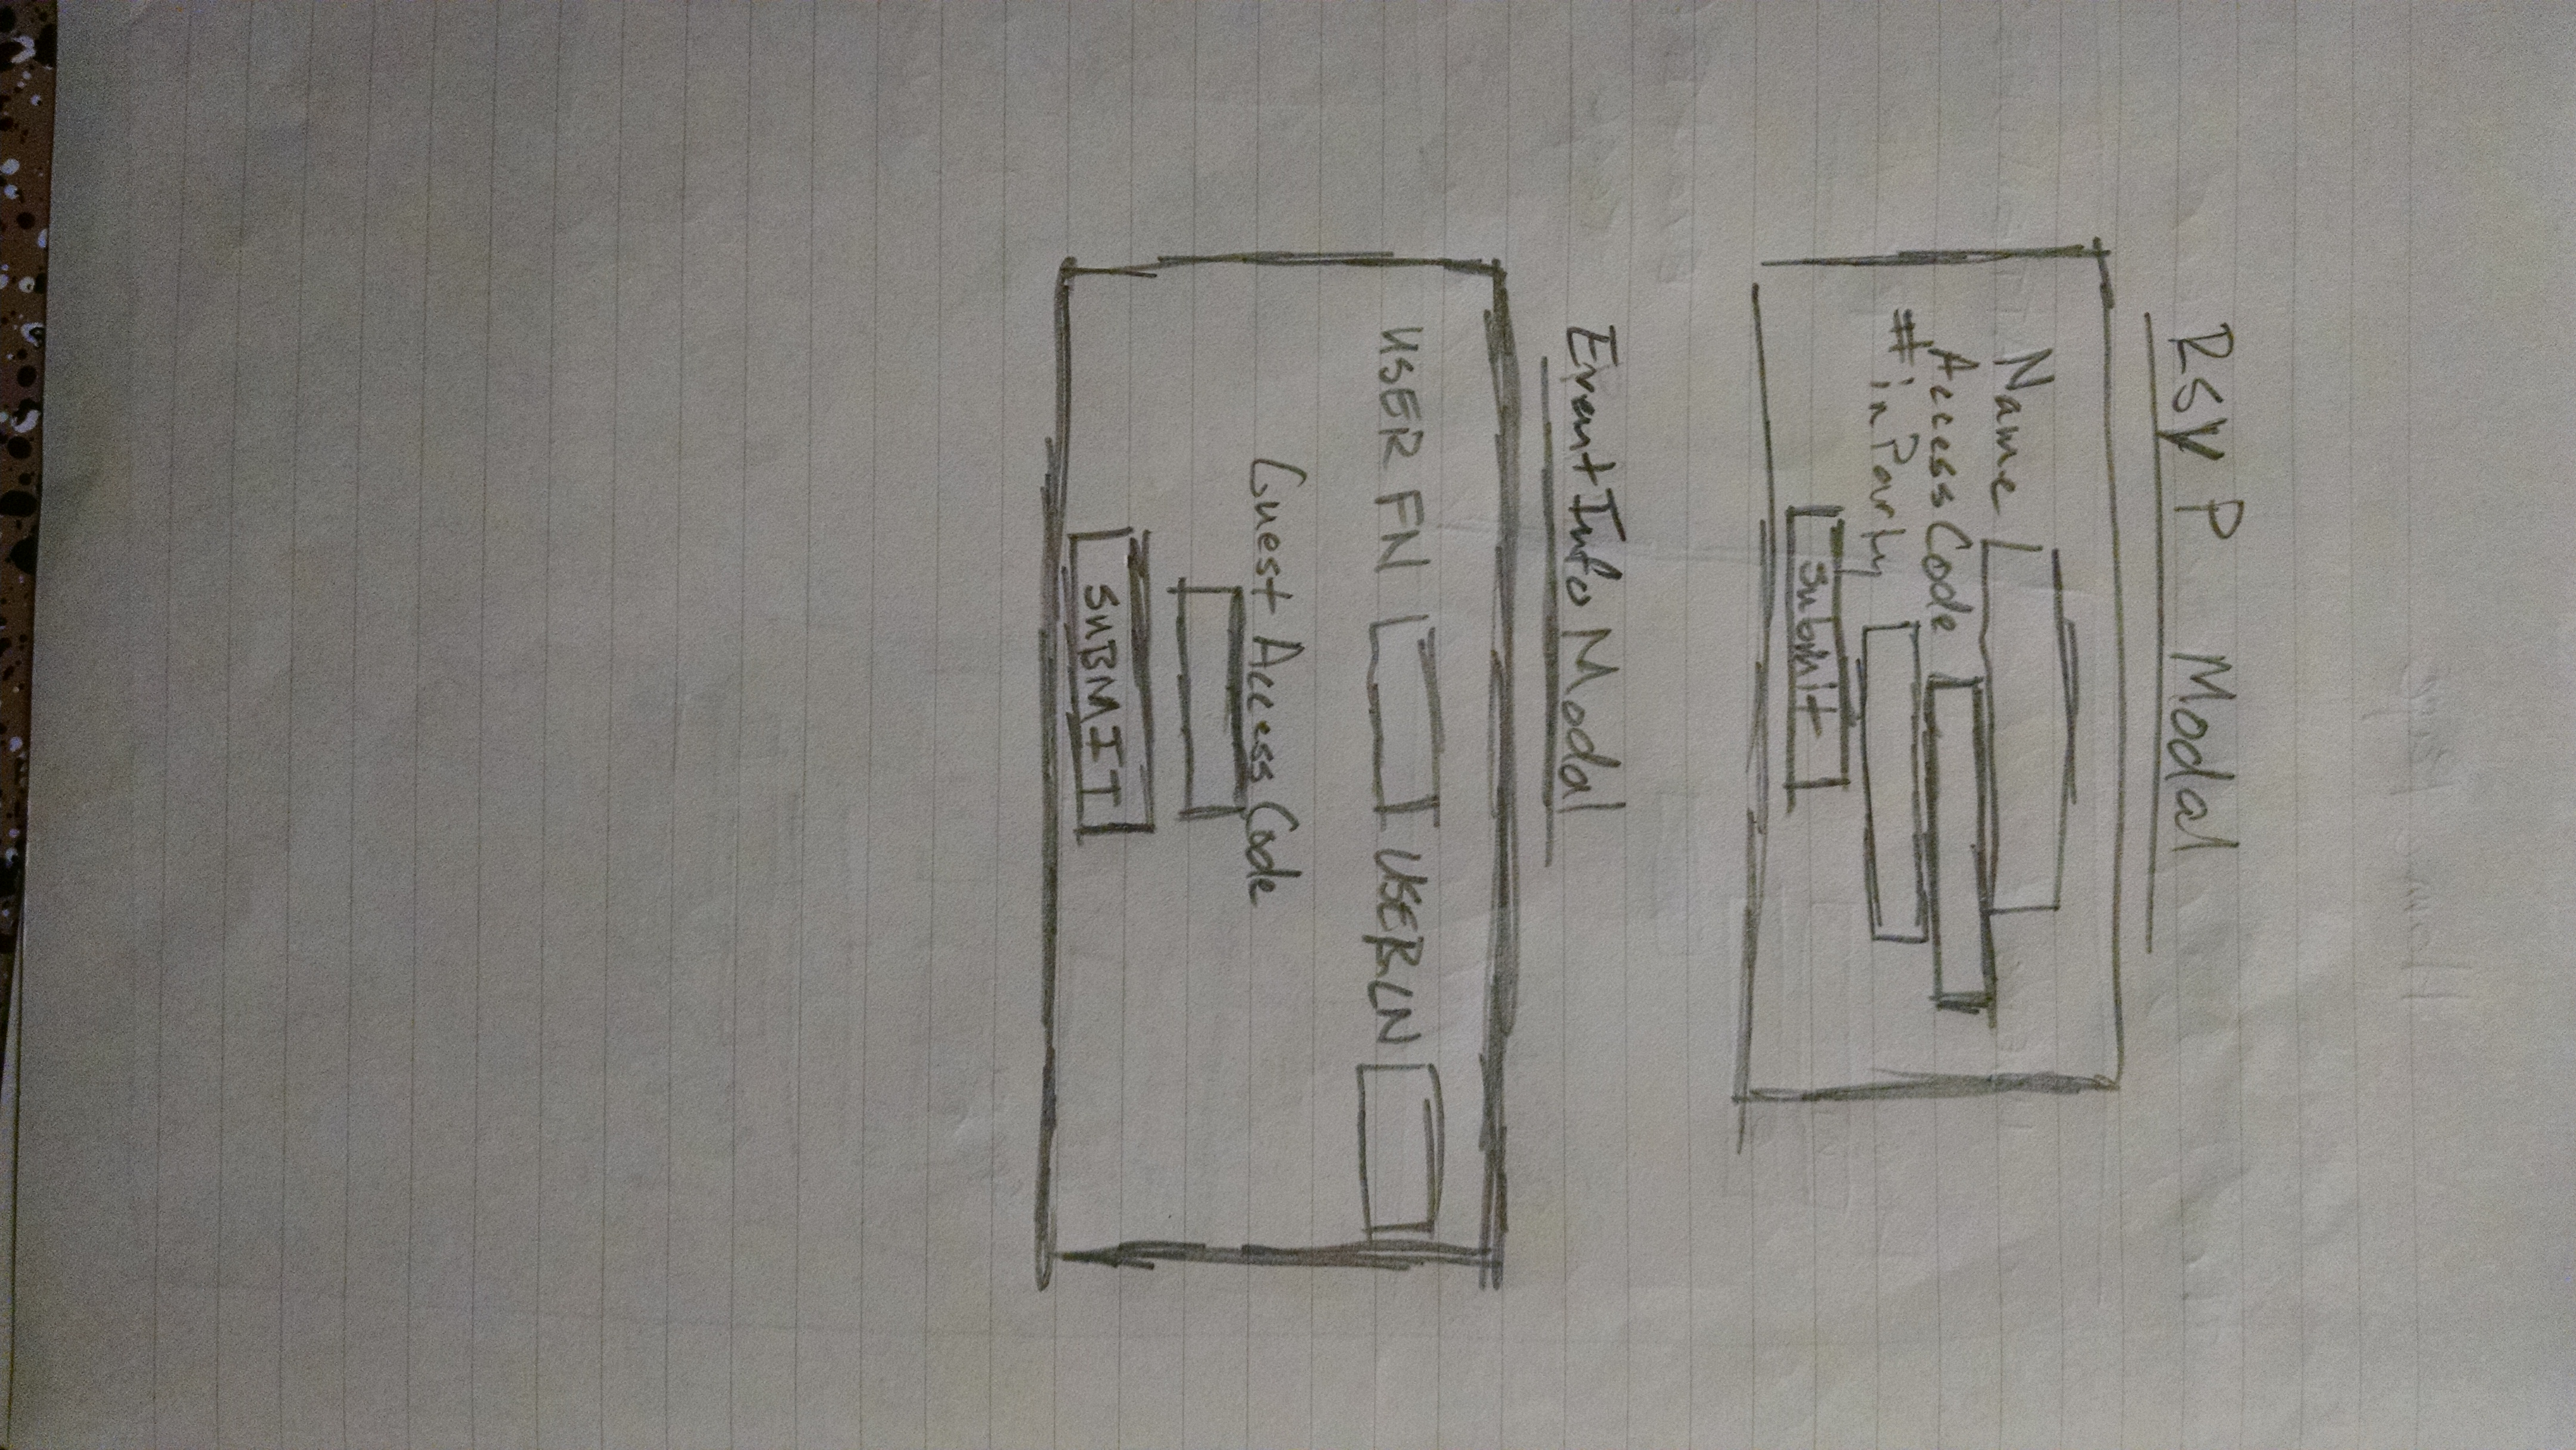 RSVP Modal
Name
Access Code
# in Party
Submit
Event Info Modal
USER FN USER LN
Guest Access Code
SUBMIT